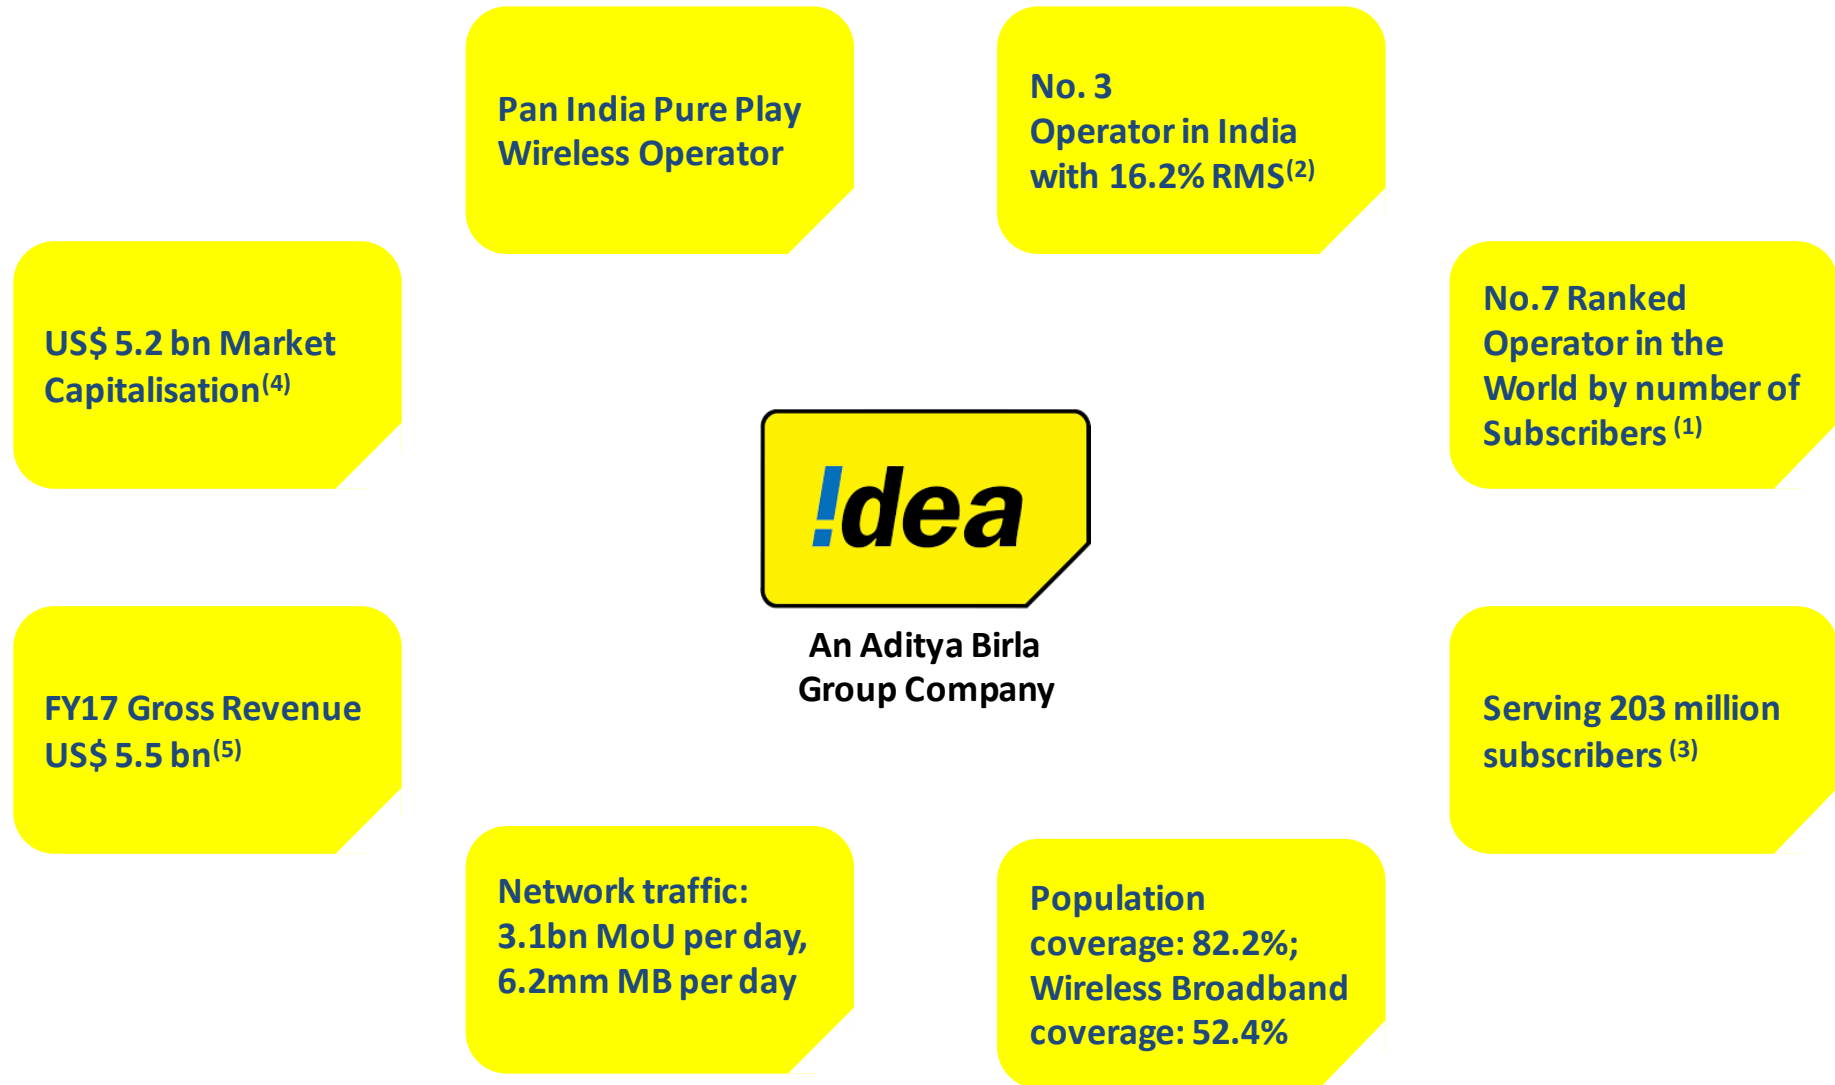 Pan India Pure Play
Wireless Operator
No. 3
Operator in India
with 16.2% RMS(2)
US$ 5.2 bn Market
Capitalisation(4)
No.7 Ranked
Operator in the
World by number of
Subscribers (1)
!dea
An Aditya Birla
Group Company
FY17 Gross Revenue
US$ 5.5 bn(5)
Serving 203 million
subscribers (3)
Network traffic:
3.1bn MoU per day,
6.2mm MB per day
Population
coverage: 82.2%;
Wireless Broadband
coverage: 52.4%